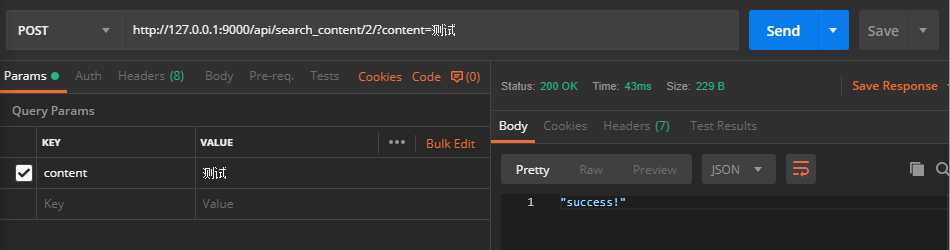 POST http://127.0.0.1:9000/api/search_content/2/?content=测试 Send Save
Params Auth Headers (8) Body Pre-req. Tests Cookies Code (0)
Query Params
KEY VALUE ••• Bulk Edit
content 测试
Key Value
Status: 200 OK Time: 43ms Size: 229 B Save Response
Body Cookies Headers (7) Test Results
Pretty Raw Preview JSON
1 "success!"